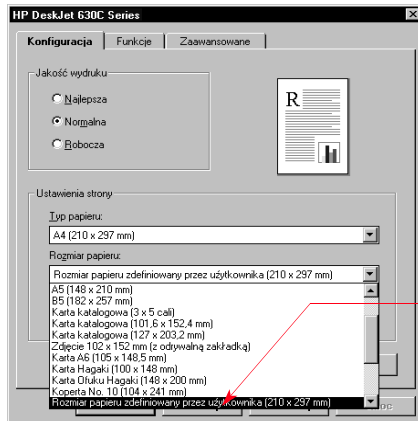 HP DeskJet 630C Series
Konfiguracja Funkcje Zaawansowane
Jakość wydruku
Najlepsza
Normalna
Robocza
R
Ustawienia strony
Typ papieru:
A4 (210 x 297 mm)
Rozmiar papieru:
Rozmiar papieru zdefiniowany przez użytkownika (210 x 297 mm)
A5 (148 x 210 mm)
B5 (182 x 257 mm)
Karta katalogowa (3 x 5 cali)
Karta katalogowa (101,6 x 152,4 mm)
Karta katalogowa (127 x 203,2 mm)
Zdjęcie 102 x 152 mm (z odrywalną zakładką)
Karta A6 (105 x 148,5 mm)
Karta Hagaki (100 x 148 mm)
Karta Ofuku Hagaki (148 x 200 mm)
Koperta No. 10 (104 x 241 mm)
Rozmiar papieru zdefiniowany przez użytkownika (210 x 297 mm)